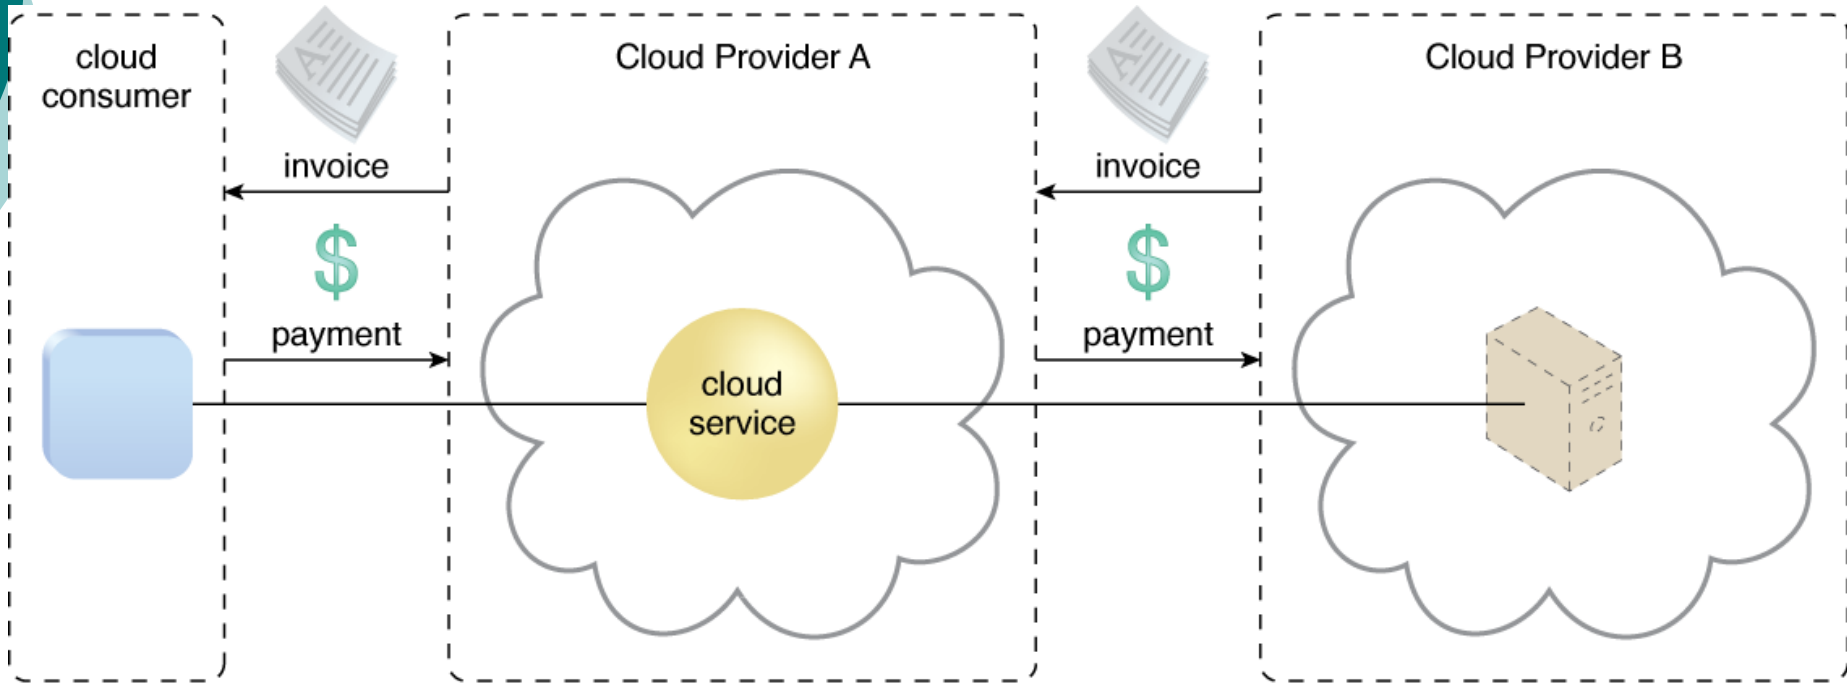 cloud
consumer
invoice
$
payment
Cloud Provider A
cloud
service
invoice
$
payment
Cloud Provider B